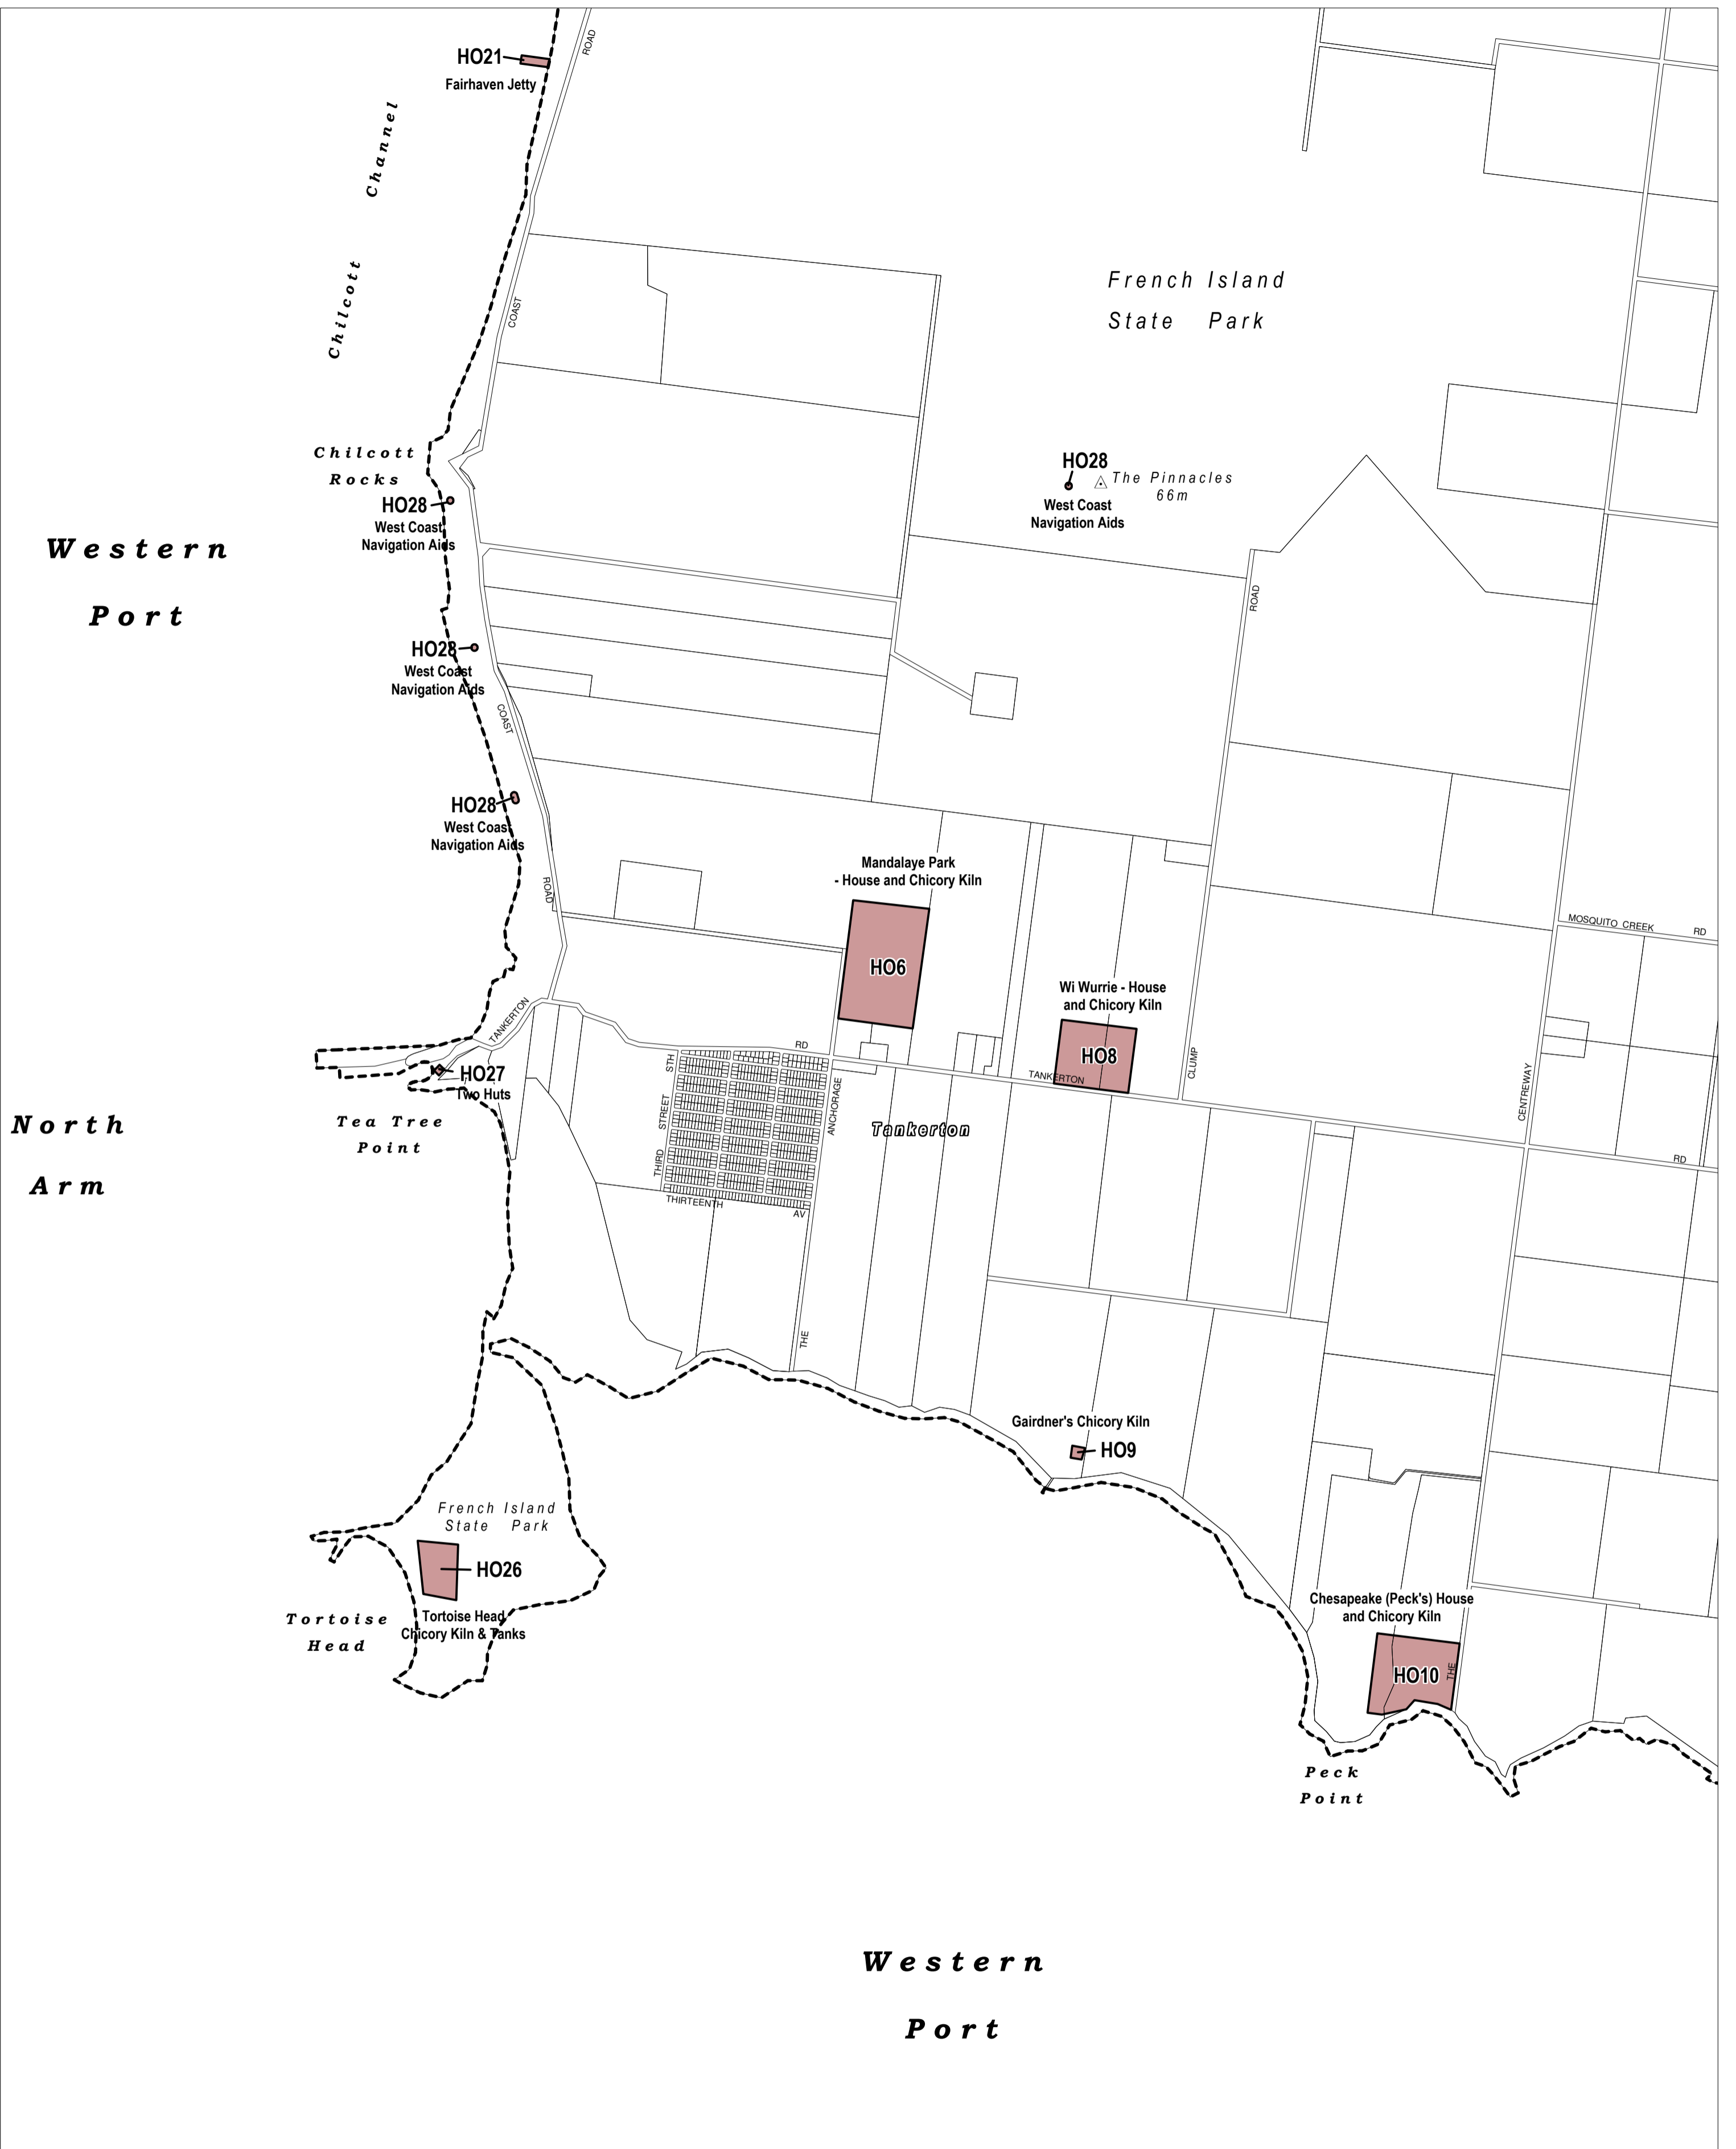 HO21
Fairhaven Jetty
ROAD
Chilcott Channel
COAST
French Island
State Park
Chilcott
Rocks
HO28
West Coast
Navigation Aids
HO28
The Pinnacles
66m
West Coast
Navigation Aids
Western
Port
ROAD
HO28
West Coast
Navigation Aids
COAST
HO28
West Coast
Navigation Aids
ROAD
Mandalaye Park
- House and Chicory Kiln
HO6
MOSQUITO CREEK RD
Wi Wurrie - House
and Chicory Kiln
HO8
TANKERTON
RD
TANKERTON
CLUMP
CENTREWAY
RD
HO27
Two Huts
Tea Tree
Point
North
Arm
STH
STREET
THIRD
ANCHORAGE
Tankerton
THIRTEENTH AV
THE
Gairdner's Chicory Kiln
HO9
French Island
State Park
HO26
Tortoise
Head
Tortoise Head
Chicory Kiln & Tanks
Chesapeake (Peck's) House
and Chicory Kiln
HO10
THE
Peck
Point
Western
Port